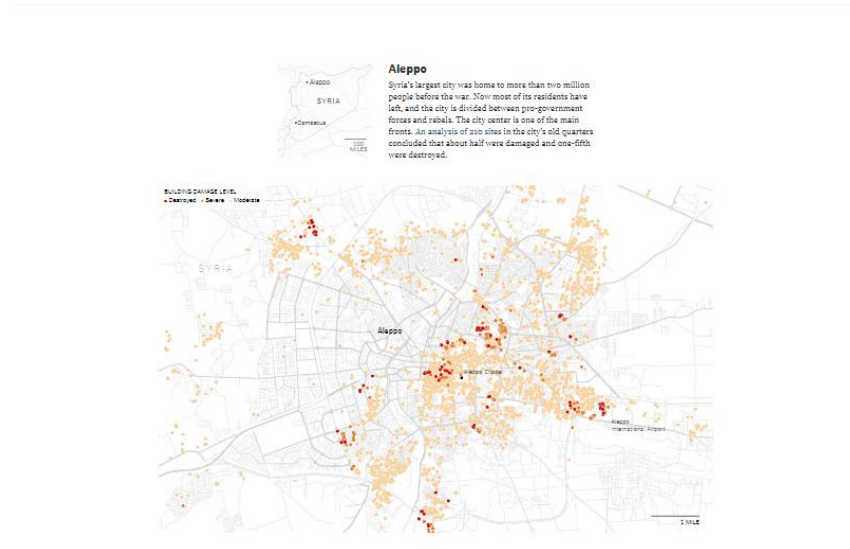 Aleppo
Syria's largest city was home to more than two million
people before the war. Now most of its residents have
left, and the city is divided between pro-government
forces and rebels. The city center is one of the main
fronts. An analysis of 210 sites in the city's old quarters
concluded that about half were damaged and one-fifth
were destroyed.
Aleppo
SYRIA
Damascus
100
MILES
BUILDING DAMAGE LEVEL
Destroyed Severe Moderate
SYRIA
Aleppo
Aleppo Citadel
Aleppo
International Airport
1 MILE